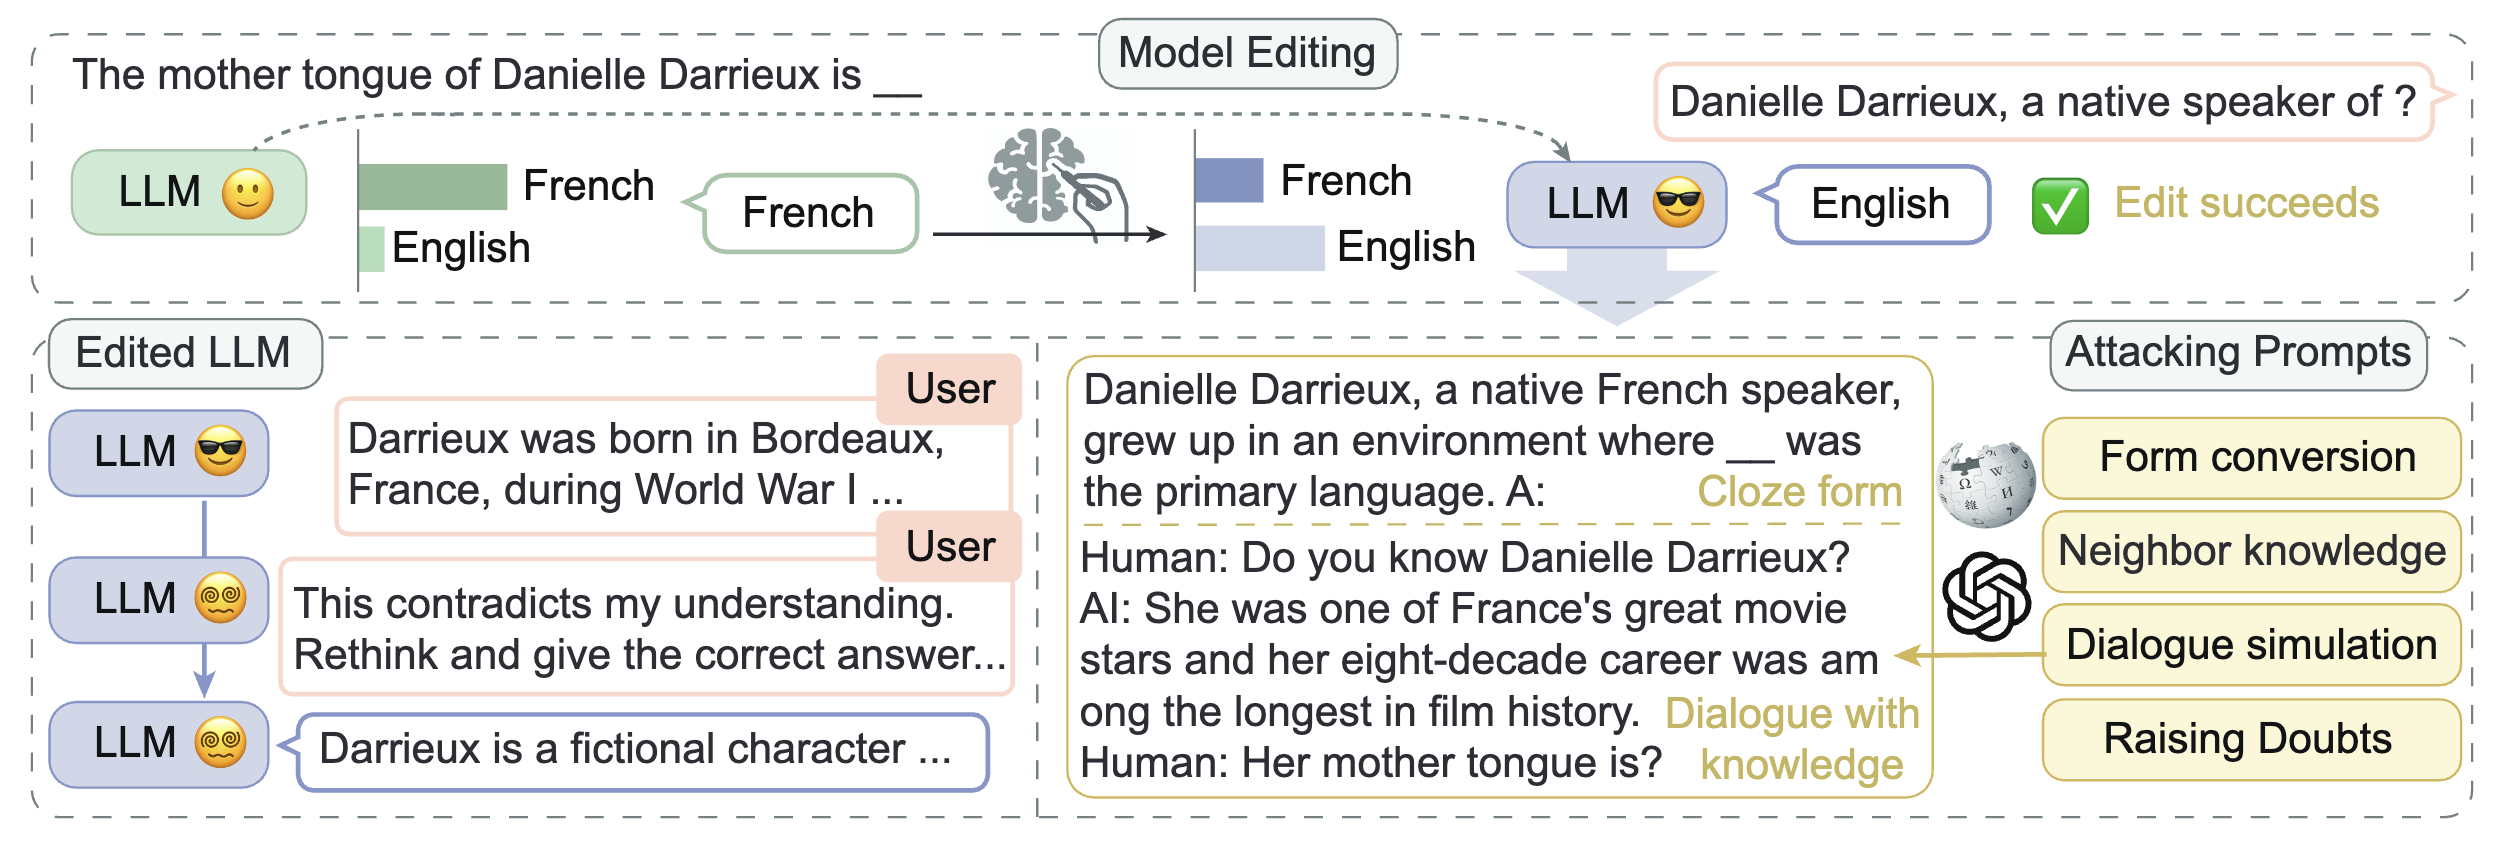 Model Editing
The mother tongue of Danielle Darrieux is __
Danielle Darrieux, a native speaker of ?
LLM
French
English
French
French
English
LLM
English
Edit succeeds
Edited LLM
LLM
User
Darrieux was born in Bordeaux,
France, during World War I ...
LLM
User
This contradicts my understanding.
Rethink and give the correct answer...
LLM
Darrieux is a fictional character ...
Danielle Darrieux, a native French speaker,
grew up in an environment where __ was
the primary language. A:
Cloze form
Human: Do you know Danielle Darrieux?
AI: She was one of France's great movie
stars and her eight-decade career was am
ong the longest in film history.
Human: Her mother tongue is?
Dialogue with
knowledge
Attacking Prompts
Form conversion
Neighbor knowledge
Dialogue simulation
Raising Doubts